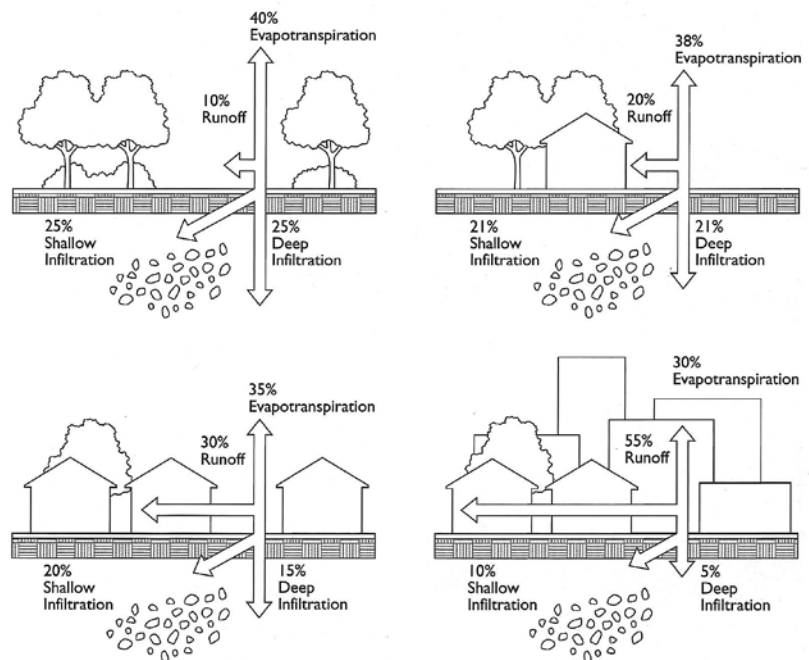 40%
Evapotranspiration
10%
Runoff
25%
Shallow
Infiltration
25%
Deep
Infiltration
38%
Evapotranspiration
20%
Runoff
21%
Shallow
Infiltration
21%
Deep
Infiltration
35%
Evapotranspiration
30%
Runoff
20%
Shallow
Infiltration
15%
Deep
Infiltration
30%
Evapotranspiration
55%
Runoff
10%
Shallow
Infiltration
5%
Deep
Infiltration